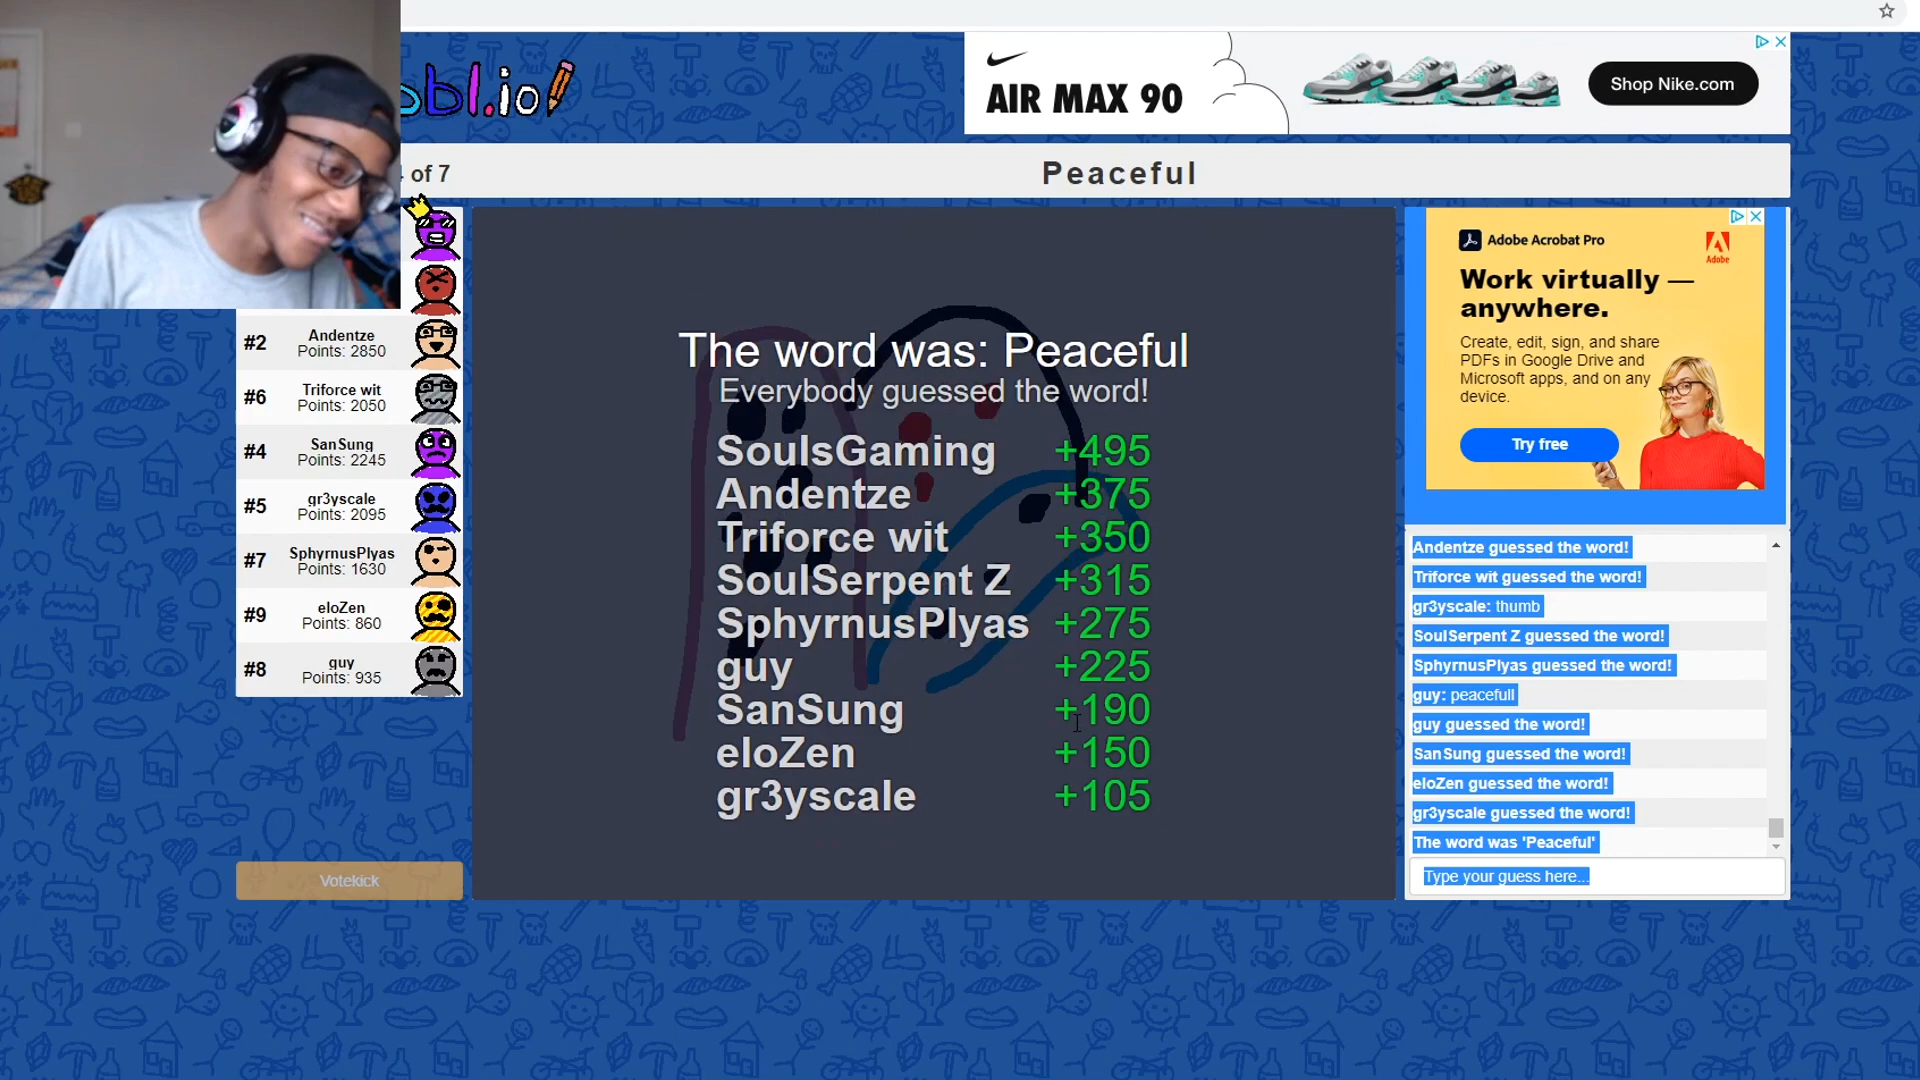 bl.io
AIR MAX 90
Shop Nike.com
of 7
Peaceful
#2
Andentze
Points: 2850
#6
Triforce wit
Points: 2050
#4
SanSung
Points: 2245
#5
gr3yscale
Points: 2095
#7
SphyrnusPlyas
Points: 1630
#9
eloZen
Points: 860
#8
guy
Points: 935
Votekick
The word was: Peaceful
Everybody guessed the word!
SoulsGaming +495
Andentze +375
Triforce wit +350
SoulSerpent Z +315
SphyrnusPlyas +275
guy +225
SanSung +190
eloZen +150
gr3yscale +105
Adobe Acrobat Pro
Adobe
Work virtually —
anywhere.
Create, edit, sign, and share
PDFs in Google Drive and
Microsoft apps, and on any
device.
Try free
Andentze guessed the word!
Triforce wit guessed the word!
gr3yscale: thumb
SoulSerpent Z guessed the word!
SphyrnusPlyas guessed the word!
guy: peacefull
guy guessed the word!
SanSung guessed the word!
eloZen guessed the word!
gr3yscale guessed the word!
The word was 'Peaceful'
Type your guess here...